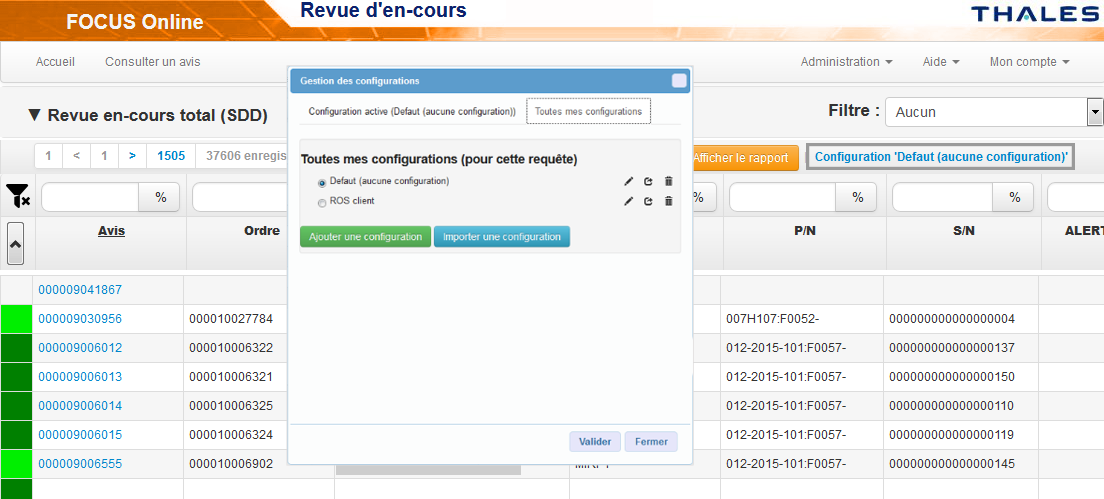 FOCUS Online
Revue d'en-cours
THALES
Accueil
Consulter un avis
Administration
Aide
Mon compte
Gestion des configurations
Configuration active (Defaut (aucune configuration))
Toutes mes configurations
▼ Revue en-cours total (SDD)
Filtre :
Aucun
1 < 1 > 1505 37606 enregis
Afficher le rapport
Configuration 'Defaut (aucune configuration)'
Toutes mes configurations (pour cette requête)
Defaut (aucune configuration)
ROS client
Ajouter une configuration
Importer une configuration
% % % %
Avis Ordre P/N S/N ALERT
000009041867
000009030956 000010027784 007H107:F0052- 000000000000000004
000009006012 000010006322 012-2015-101:F0057- 000000000000000137
000009006013 000010006321 012-2015-101:F0057- 000000000000000150
000009006014 000010006325 012-2015-101:F0057- 000000000000000110
000009006015 000010006324 012-2015-101:F0057- 000000000000000119
000009006555 000010006902 012-2015-101:F0057- 000000000000000145
Valider
Fermer